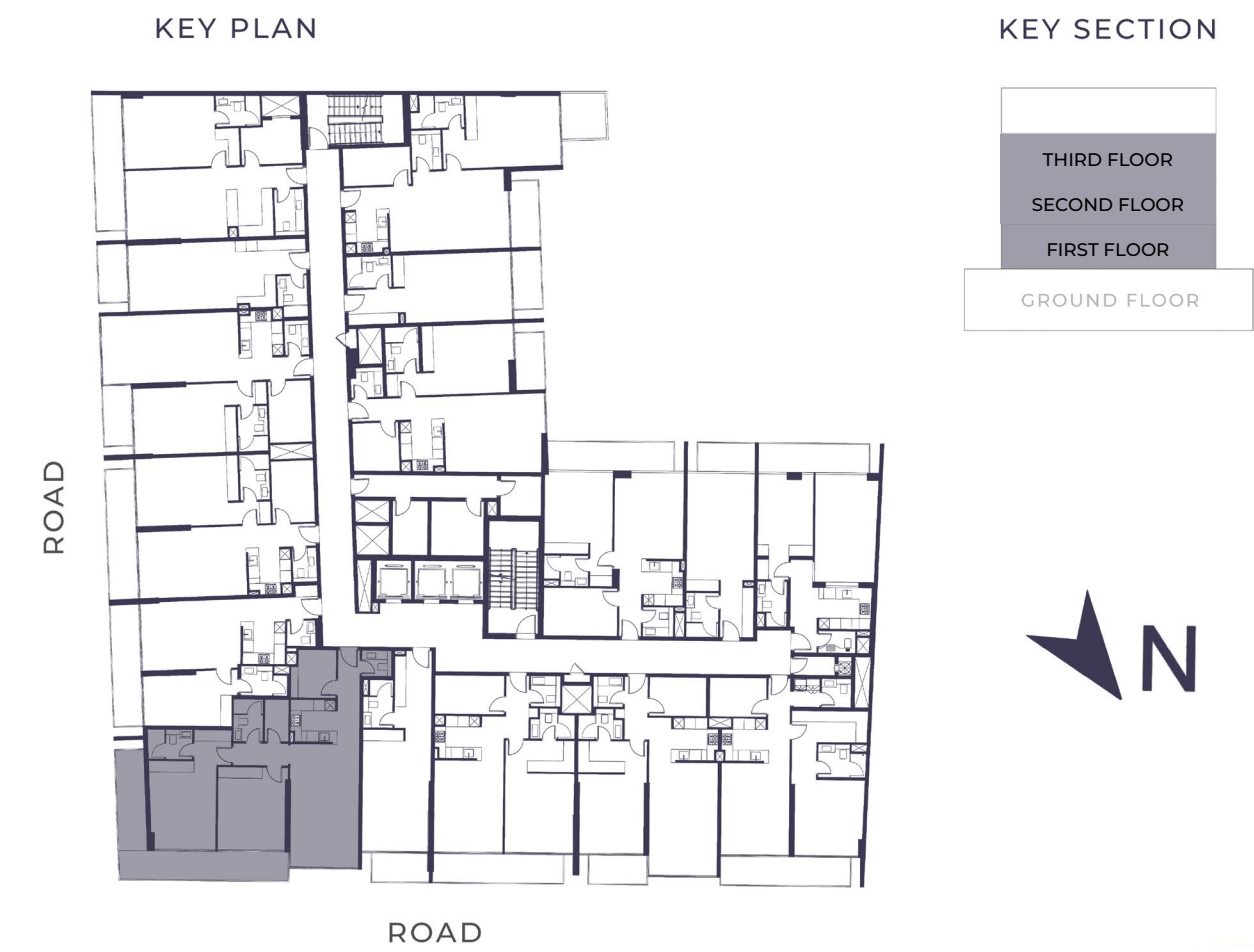 KEY PLAN
KEY SECTION
THIRD FLOOR
SECOND FLOOR
FIRST FLOOR
GROUND FLOOR
ROAD
N
ROAD